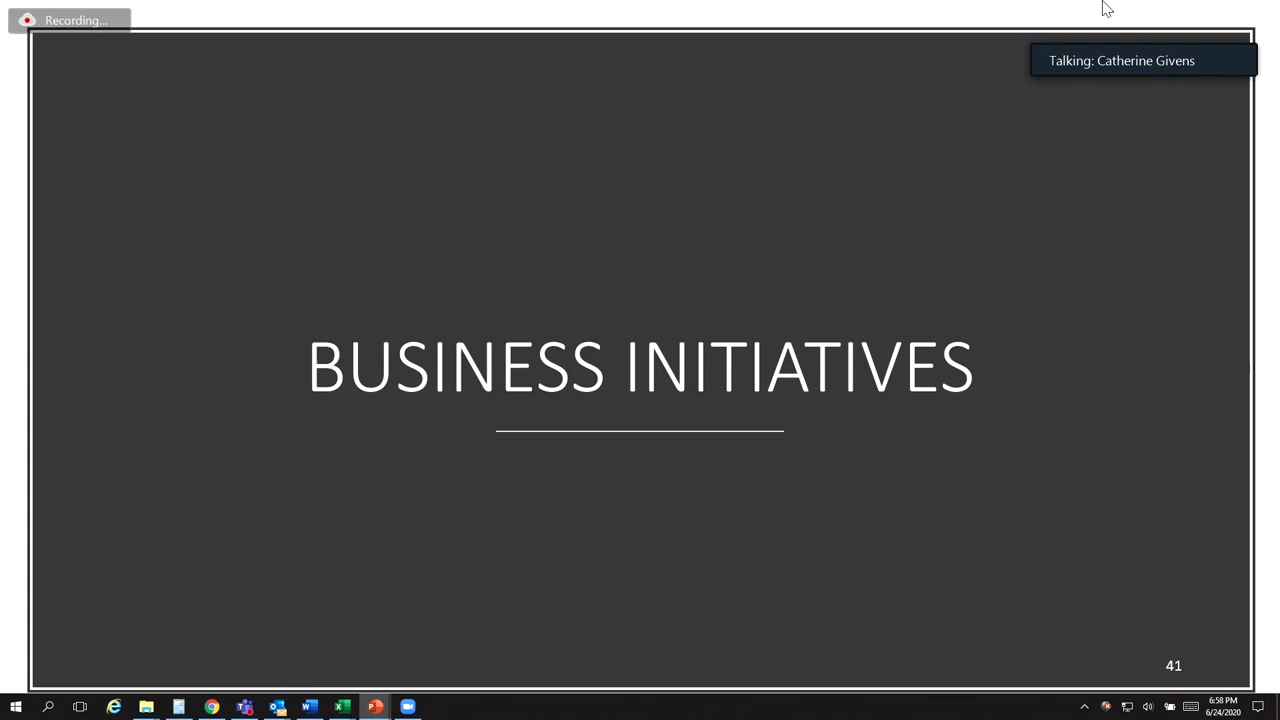 Recording...
Talking: Catherine Givens
BUSINESS INITIATIVES
41
6:58 PM
6/24/2020